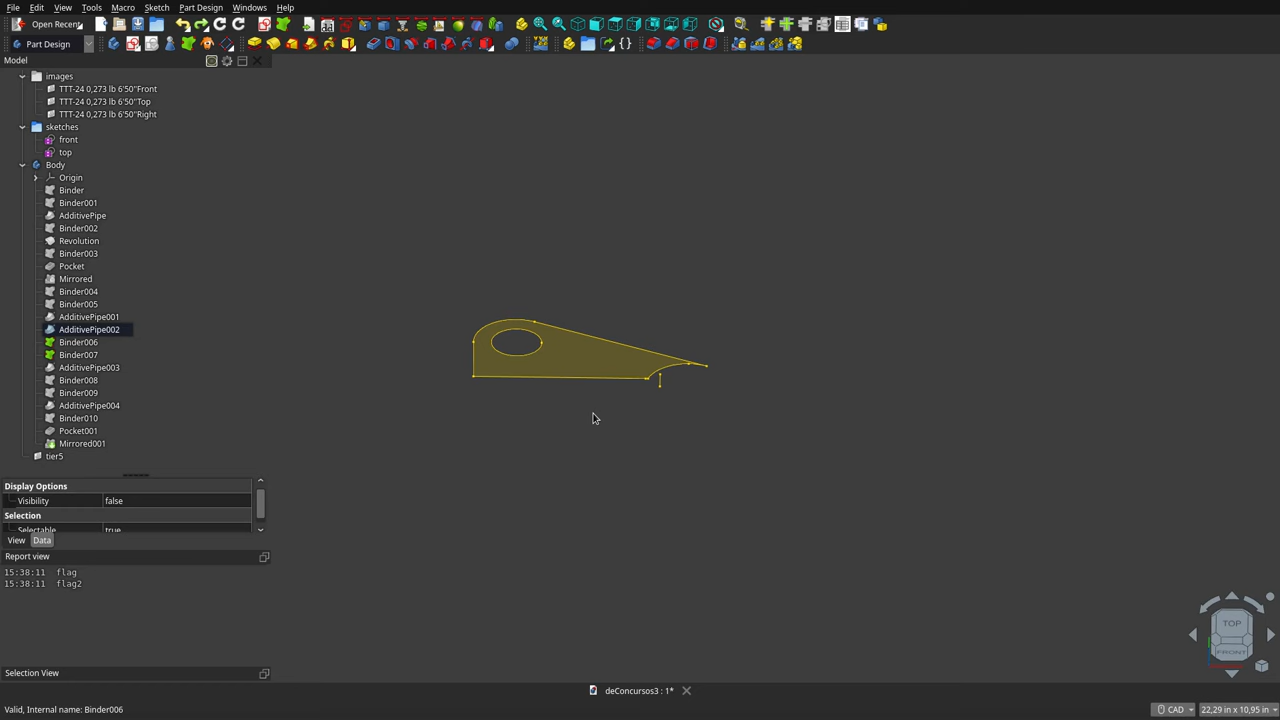 File Edit View Tools Macro Sketch Part Design Windows Help
Open Recent
Part Design
Model
images
TTT-24 0,273 lb 6'50"Front
TTT-24 0,273 lb 6'50"Top
TTT-24 0,273 lb 6'50"Right
sketches
front
top
Body
Origin
Binder
Binder001
AdditivePipe
Binder002
Revolution
Binder003
Pocket
Mirrored
Binder004
Binder005
AdditivePipe001
AdditivePipe002
Binder006
Binder007
AdditivePipe003
Binder008
Binder009
AdditivePipe004
Binder010
Pocket001
Mirrored001
tier5
Display Options
Visibility false
Selection
Selectable true
View Data
Report view
15:38:11 flag
15:38:11 flag2
Selection View
TOP
FRONT
deConcursos3 : 1*
Valid, Internal name: Binder006
CAD
22,29 in x 10,95 in